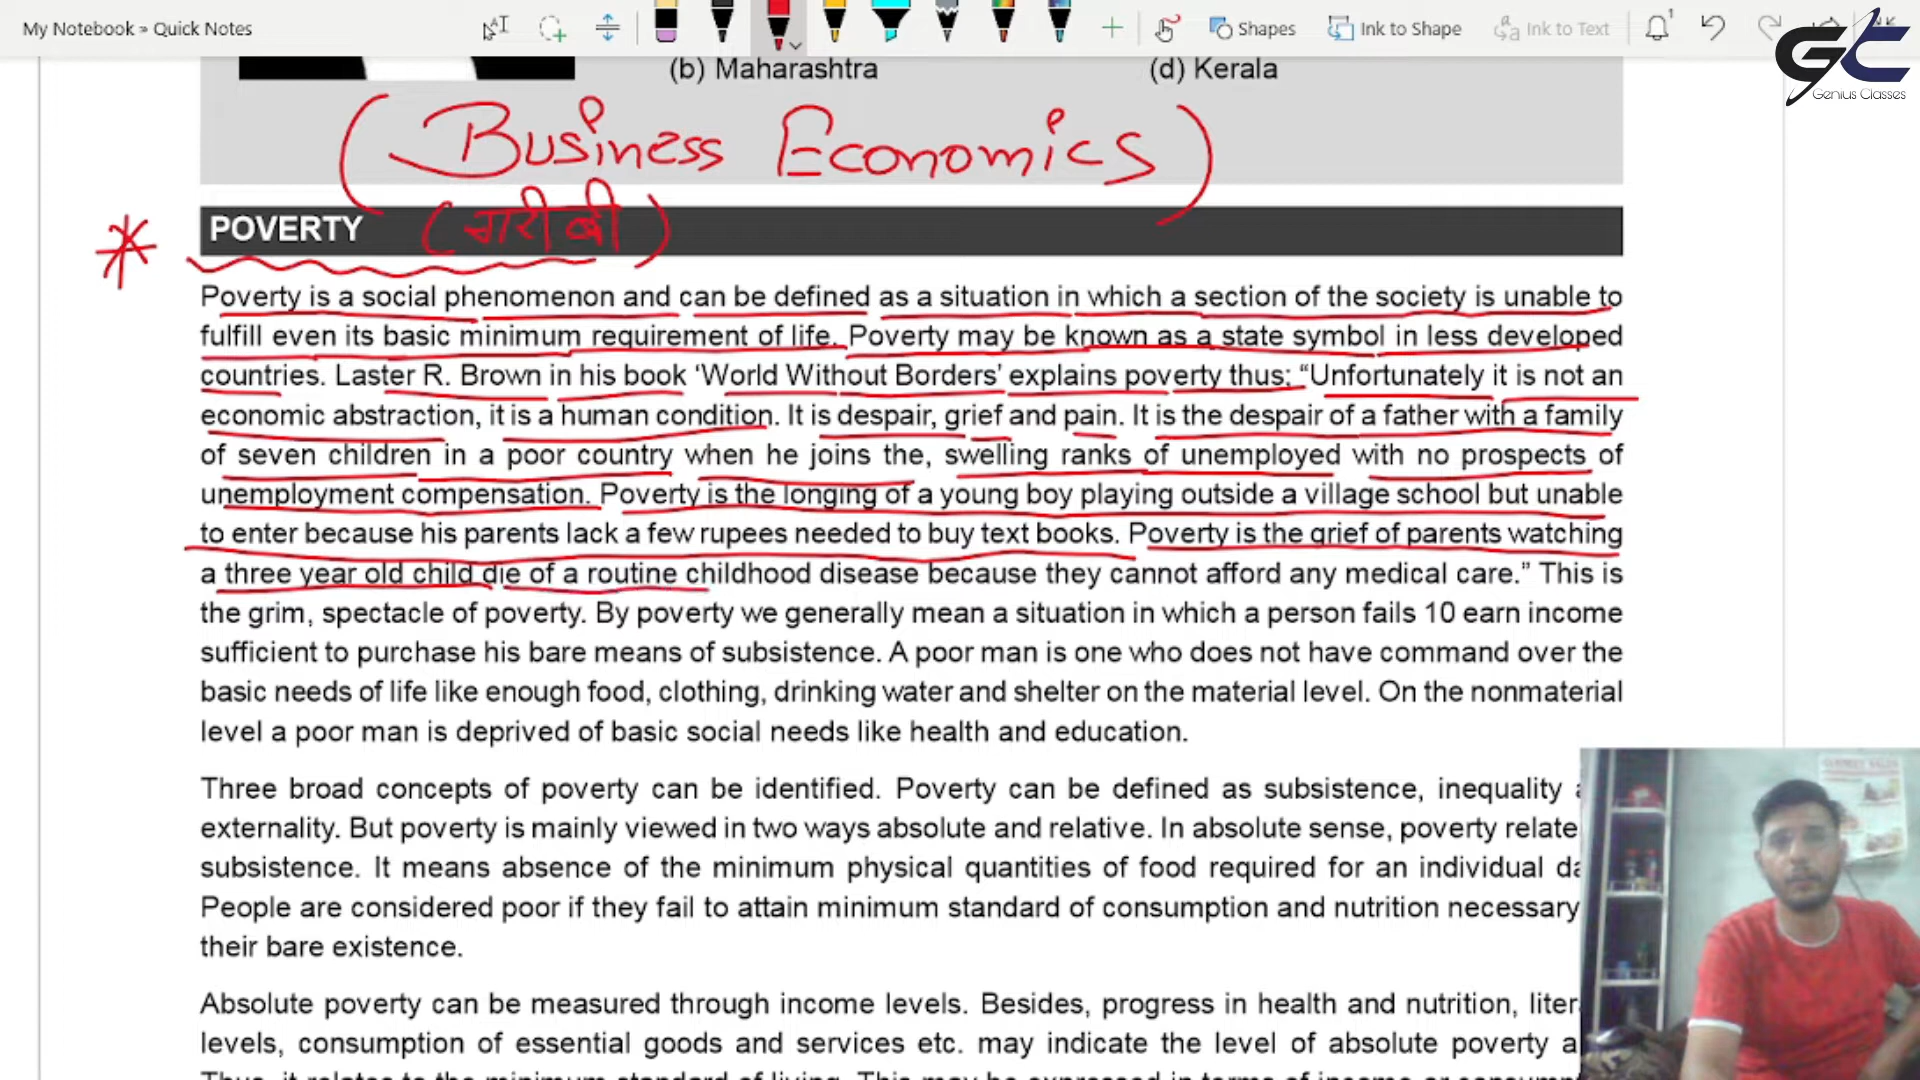 My Notebook » Quick Notes
Shapes
Ink to Shape
Ink to Text
GC
Genius Classes
(b) Maharashtra
(d) Kerala
(Business Economics)
POVERTY (गरीबी)
Poverty is a social phenomenon and can be defined as a situation in which a section of the society is unable to
fulfill even its basic minimum requirement of life. Poverty may be known as a state symbol in less developed
countries. Laster R. Brown in his book ‘World Without Borders’ explains poverty thus; “Unfortunately it is not an
economic abstraction, it is a human condition. It is despair, grief and pain. It is the despair of a father with a family
of seven children in a poor country when he joins the, swelling ranks of unemployed with no prospects of
unemployment compensation. Poverty is the longing of a young boy playing outside a village school but unable
to enter because his parents lack a few rupees needed to buy text books. Poverty is the grief of parents watching
a three year old child die of a routine childhood disease because they cannot afford any medical care.” This is
the grim, spectacle of poverty. By poverty we generally mean a situation in which a person fails 10 earn income
sufficient to purchase his bare means of subsistence. A poor man is one who does not have command over the
basic needs of life like enough food, clothing, drinking water and shelter on the material level. On the nonmaterial
level a poor man is deprived of basic social needs like health and education.
Three broad concepts of poverty can be identified. Poverty can be defined as subsistence, inequality a
externality. But poverty is mainly viewed in two ways absolute and relative. In absolute sense, poverty relate
subsistence. It means absence of the minimum physical quantities of food required for an individual da
People are considered poor if they fail to attain minimum standard of consumption and nutrition necessary
their bare existence.
Absolute poverty can be measured through income levels. Besides, progress in health and nutrition, liter
levels, consumption of essential goods and services etc. may indicate the level of absolute poverty a